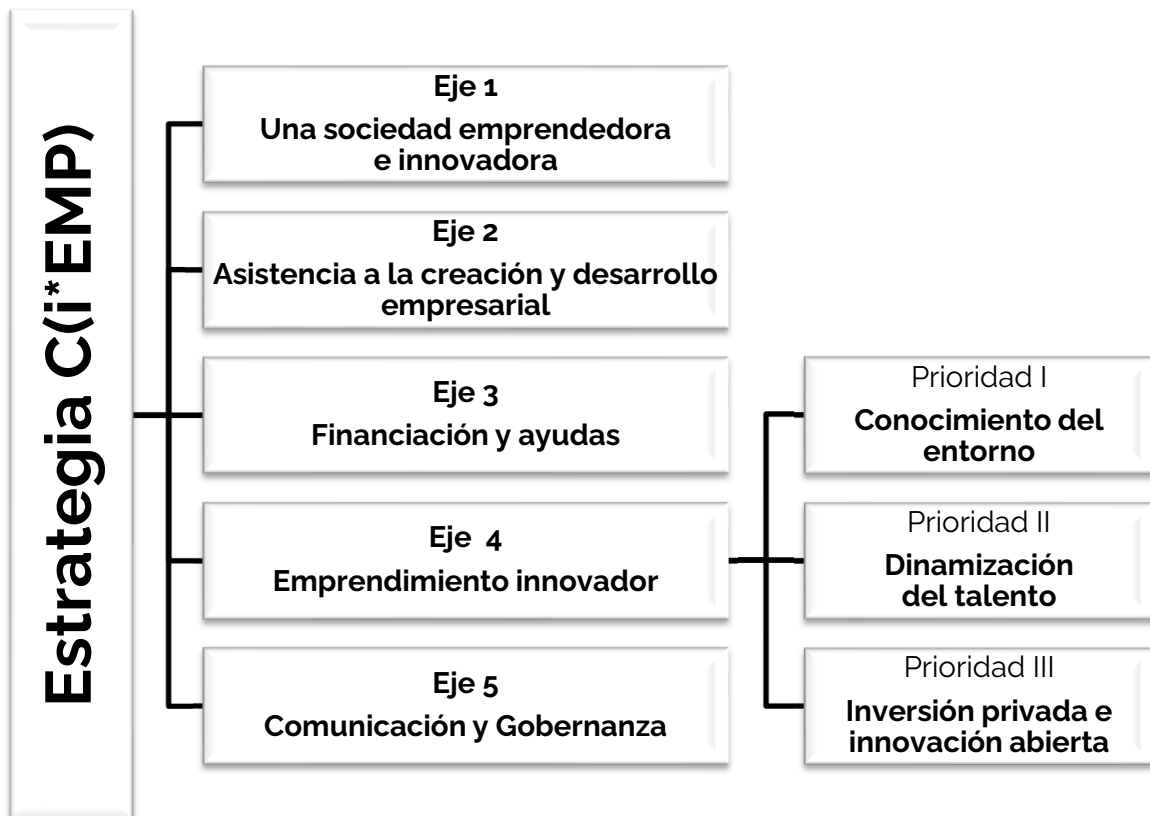 Estrategia C(i*EMP)
Eje 1
Una sociedad emprendedora
e innovadora
Eje 2
Asistencia a la creación y desarrollo
empresarial
Eje 3
Financiación y ayudas
Eje 4
Emprendimiento innovador
Eje 5
Comunicación y Gobernanza
Prioridad I
Conocimiento del
entorno
Prioridad II
Dinamización
del talento
Prioridad III
Inversión privada e
innovación abierta